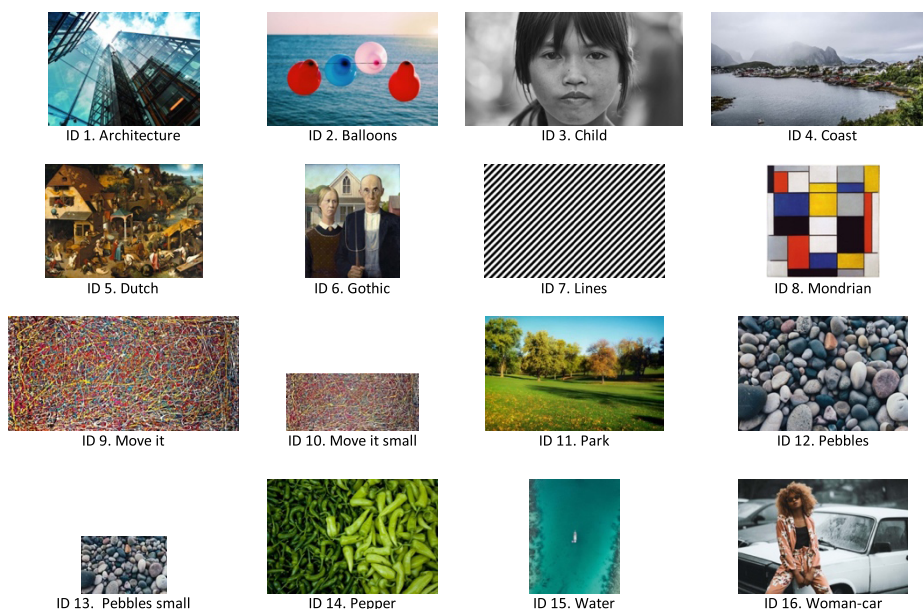 ID 1. Architecture
ID 2. Balloons
ID 3. Child
ID 4. Coast
ID 5. Dutch
ID 6. Gothic
ID 7. Lines
ID 8. Mondrian
ID 9. Move it
ID 10. Move it small
ID 11. Park
ID 12. Pebbles
ID 13.  Pebbles small
ID 14. Pepper
ID 15. Water
ID 16. Woman-car